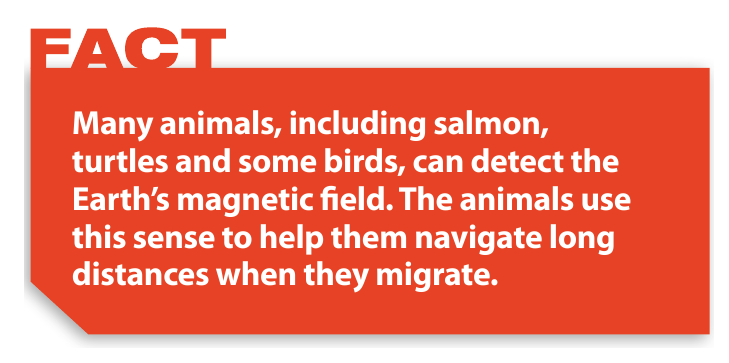 FACT
Many animals, including salmon,
turtles and some birds, can detect the
Earth’s magnetic field. The animals use
this sense to help them navigate long
distances when they migrate.